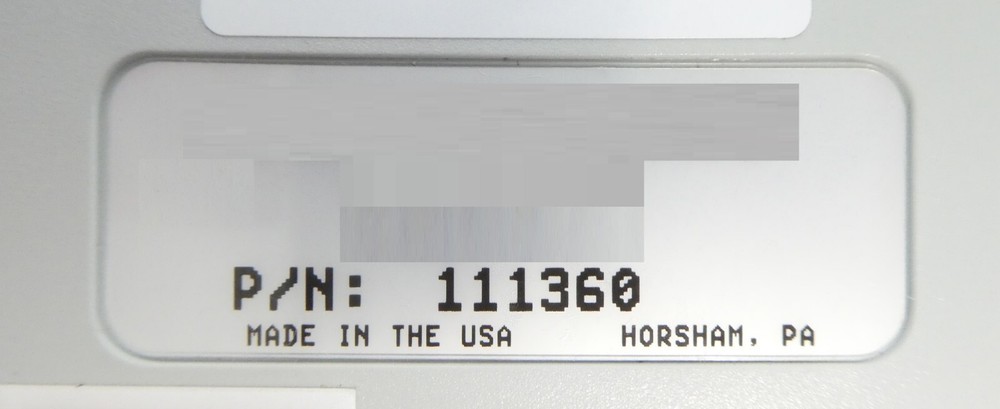 P/N: 111360
MADE IN THE USA HORSHAM, PA